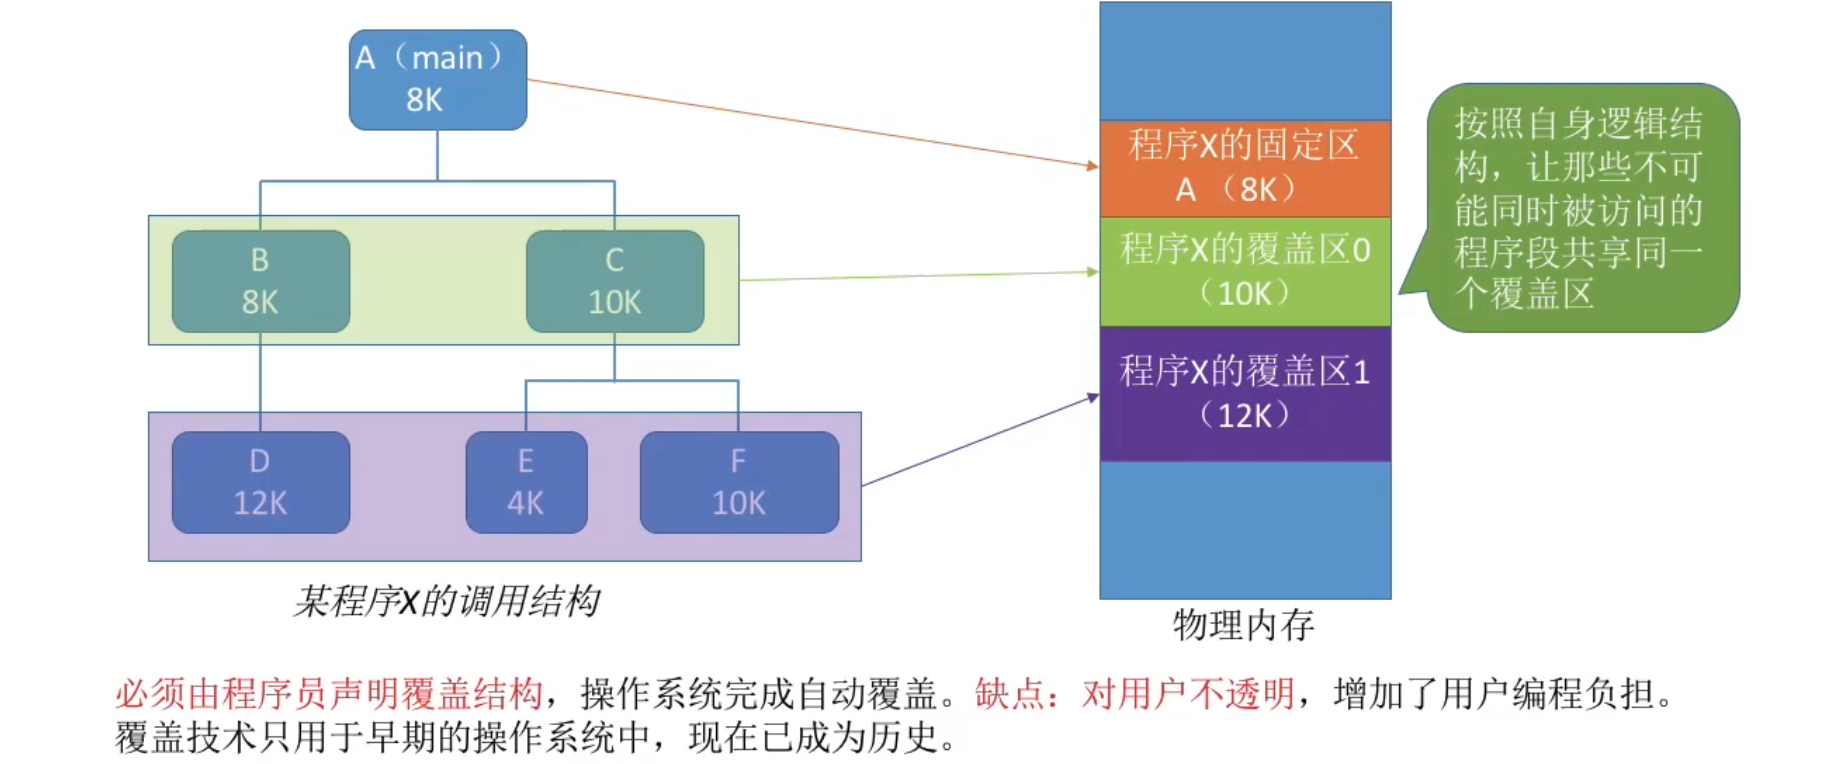 A（main）
8K
B
8K
C
10K
D
12K
E
4K
F
10K
某程序X的调用结构
程序X的固定区
A （8K）
程序X的覆盖区0
（10K）
程序X的覆盖区1
（12K）
物理内存
按照自身逻辑结
构，让那些不可
能同时被访问的
程序段共享同一
个覆盖区
必须由程序员声明覆盖结构，操作系统完成自动覆盖。缺点：对用户不透明，增加了用户编程负担。
覆盖技术只用于早期的操作系统中，现在已成为历史。